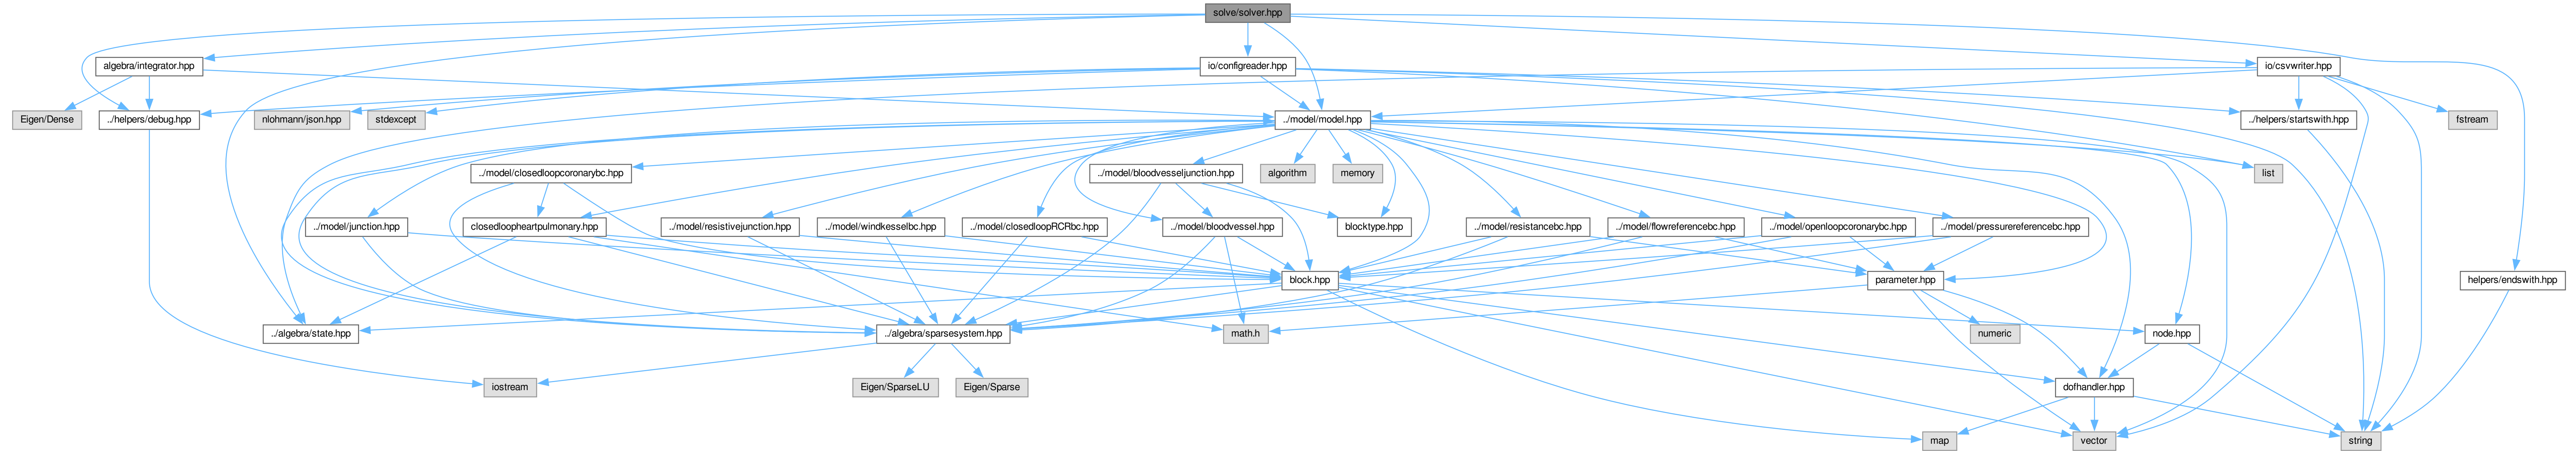 solve/solver.hpp
algebra/integrator.hpp
io/configreader.hpp
io/csvwriter.hpp
Eigen/Dense
../helpers/debug.hpp
nlohmann/json.hpp
stdexcept
../model/model.hpp
../helpers/startswith.hpp
fstream
../model/closedloopcoronarybc.hpp
../model/bloodvesseljunction.hpp
algorithm
memory
list
../model/junction.hpp
closedloopheartpulmonary.hpp
../model/resistivejunction.hpp
../model/windkesselbc.hpp
../model/closedloopRCRbc.hpp
../model/bloodvessel.hpp
blocktype.hpp
../model/resistancebc.hpp
../model/flowreferencebc.hpp
../model/openloopcoronarybc.hpp
../model/pressurereferencebc.hpp
block.hpp
parameter.hpp
helpers/endswith.hpp
../algebra/state.hpp
../algebra/sparsesystem.hpp
math.h
numeric
node.hpp
iostream
Eigen/SparseLU
Eigen/Sparse
dofhandler.hpp
map
vector
string